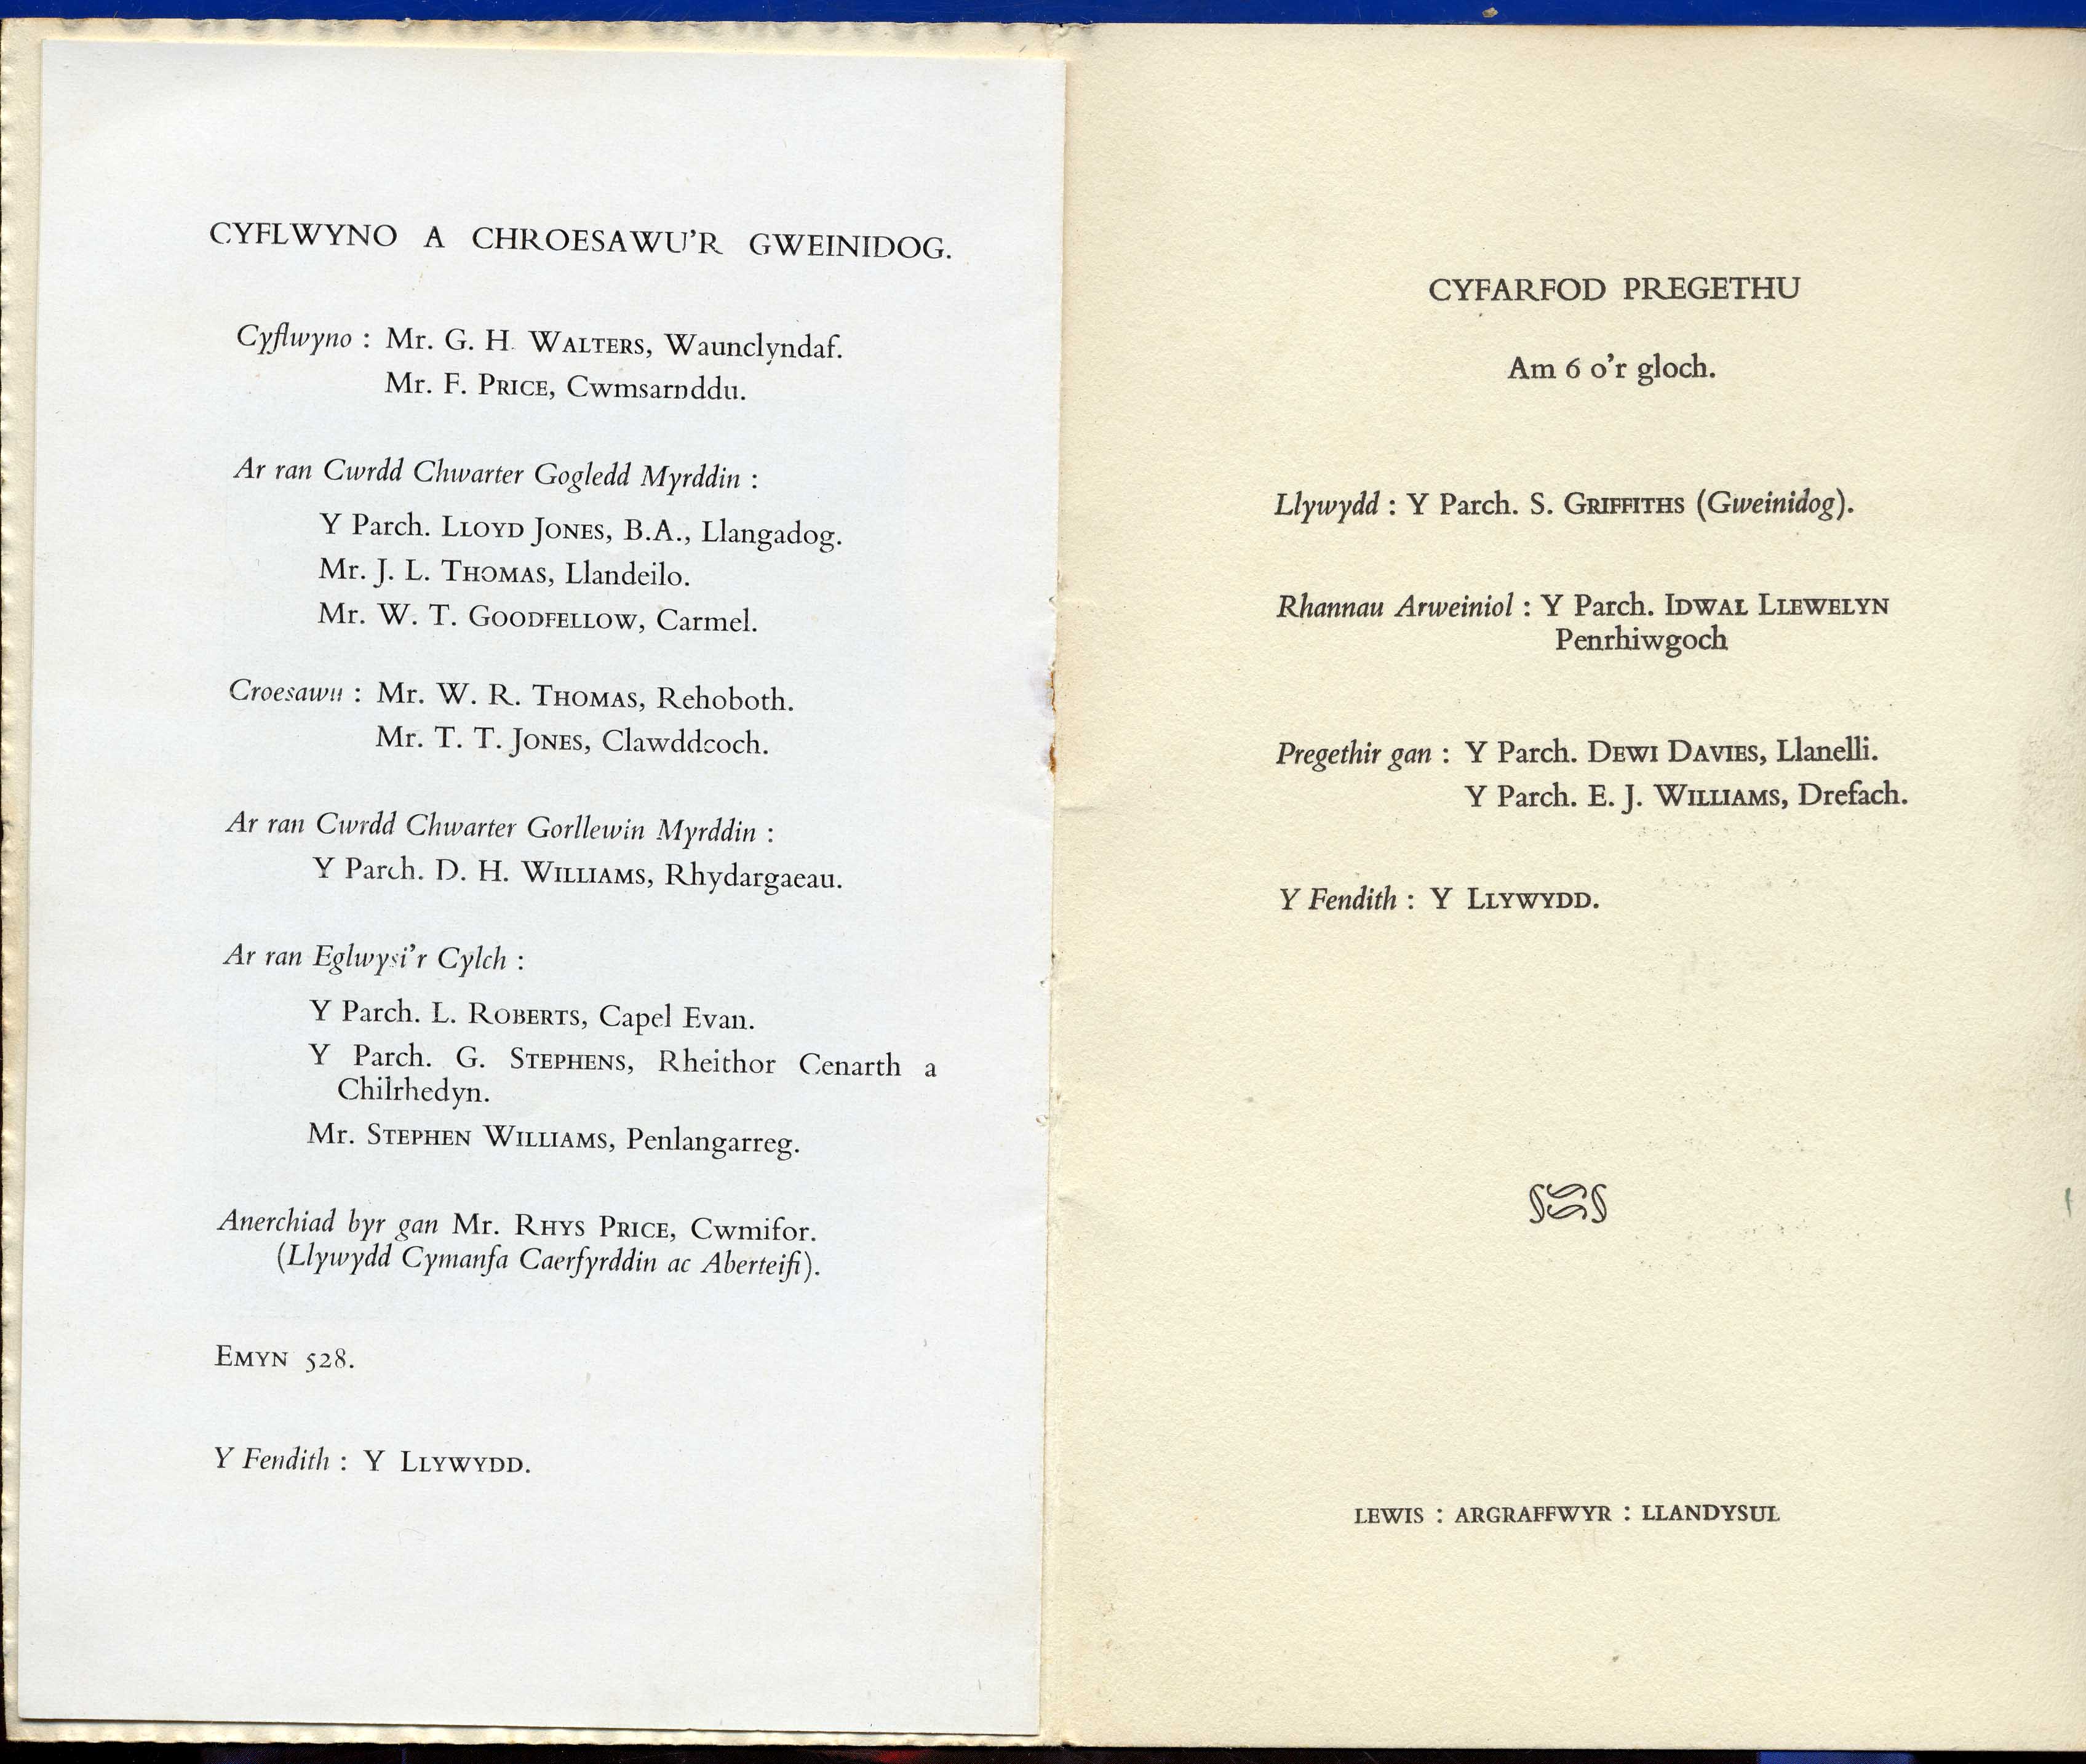 CYFLWYNO A CHROESAWU'R GWEINIDOG.
Cyflwyno : Mr. G. H. WALTERS, Waunclyndaf.
Mr. F. PRICE, Cwmsarnddu.
Ar ran Cwrdd Chwarter Gogledd Myrddin :
Y Parch. LLOYD JONES, B.A., Llangadog.
Mr. J. L. THOMAS, Llandeilo.
Mr. W. T. GOODFELLOW, Carmel.
Croesawu : Mr. W. R. THOMAS, Rehoboth.
Mr. T. T. JONES, Clawddcoch.
Ar ran Cwrdd Chwarter Gorllewin Myrddin :
Y Parch. D. H. WILLIAMS, Rhydargaeau.
Ar ran Eglwysi'r Cylch :
Y Parch. L. ROBERTS, Capel Evan.
Y Parch. G. STEPHENS, Rheithor Cenarth a
Chilrhedyn.
Mr. STEPHEN WILLIAMS, Penlangarreg.
Anerchiad byr gan Mr. RHYS PRICE, Cwmifor.
(Llywydd Cymanfa Caerfyrddin ac Aberteifi).
EMYN 528.
Y Fendith : Y LLYWYDD.
CYFARFOD PREGETHU
Am 6 o'r gloch.
Llywydd : Y Parch. S. GRIFFITHS (Gweinidog).
Rhannau Arweiniol : Y Parch. IDWAL LLEWELYN
Penrhiwgoch
Pregethir gan : Y Parch. DEWI DAVIES, Llanelli.
Y Parch. E. J. WILLIAMS, Drefach.
Y Fendith : Y LLYWYDD.
LEWIS : ARGRAFFWYR : LLANDYSUL